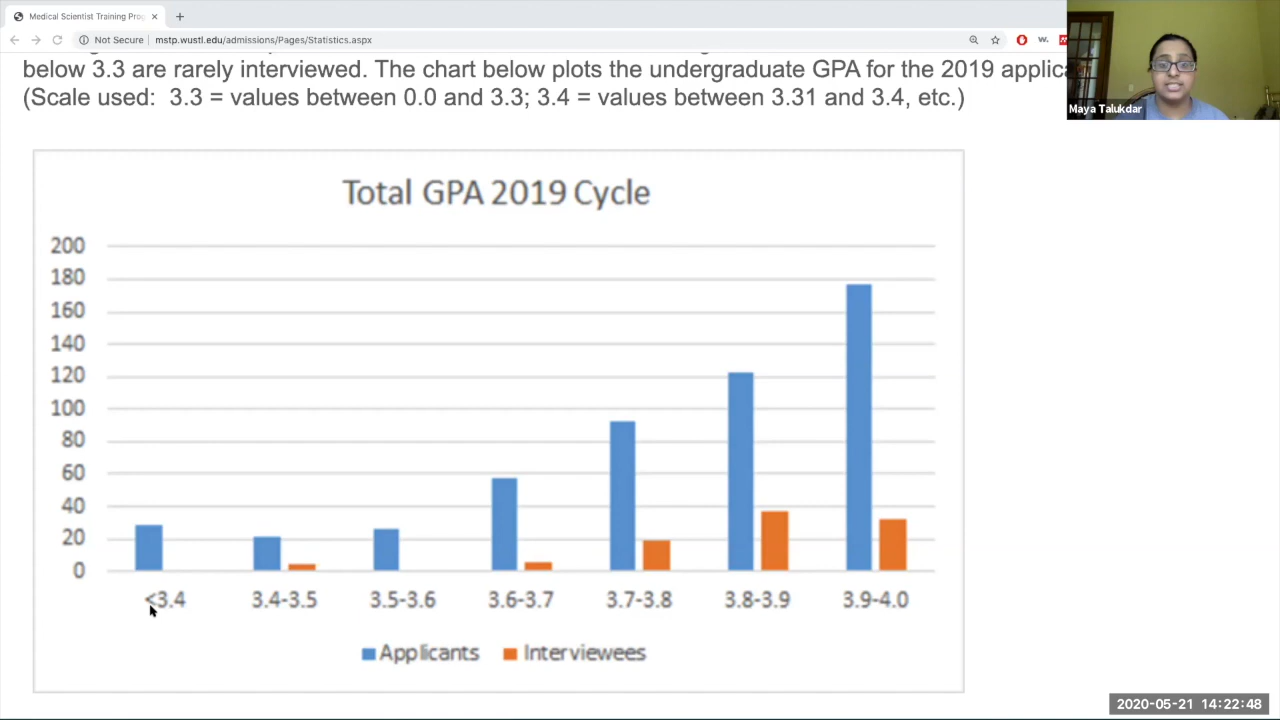 Medical Scientist Training Prog
Not Secure
mstp.wustl.edu/admissions/Pages/Statistics.aspx
w.
below 3.3 are rarely interviewed. The chart below plots the undergraduate GPA for the 2019 applica
(Scale used: 3.3 = values between 0.0 and 3.3; 3.4 = values between 3.31 and 3.4, etc.)
Maya Talukdar
Total GPA 2019 Cycle
200
180
160
140
120
100
80
60
40
20
0
<3.4 3.4-3.5 3.5-3.6 3.6-3.7 3.7-3.8 3.8-3.9 3.9-4.0
Applicants Interviewees
2020-05-21 14:22:48